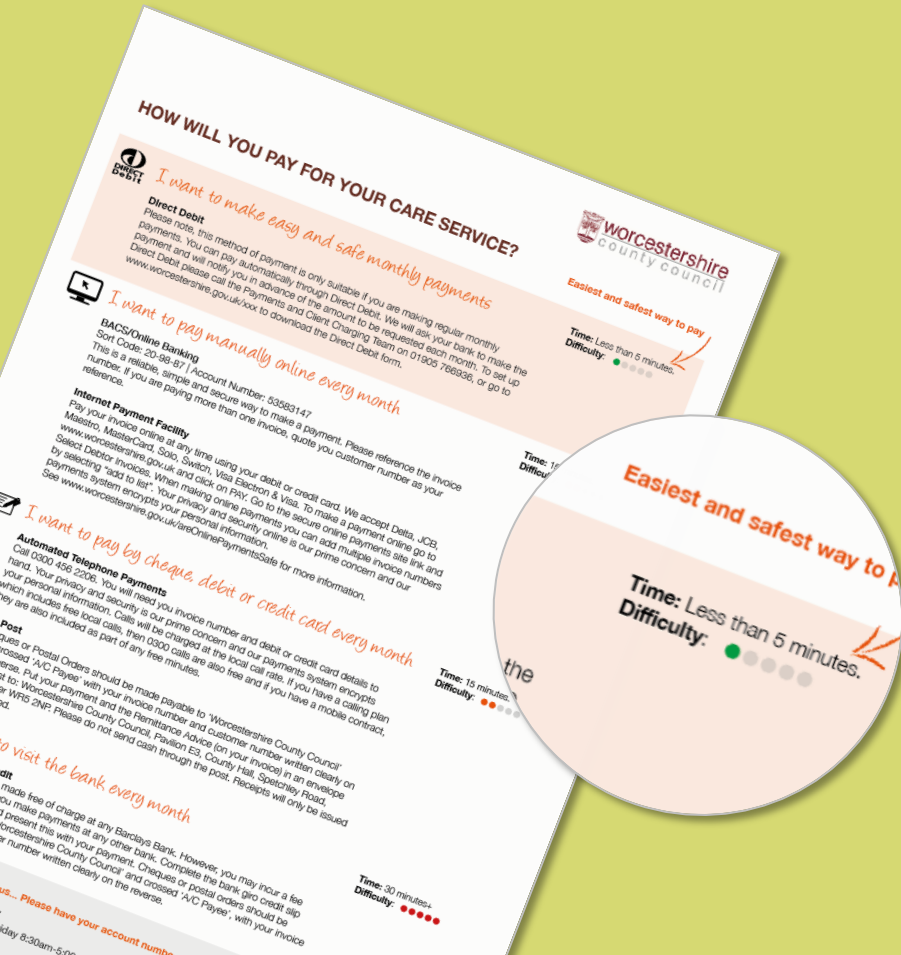 HOW WILL YOU PAY FOR YOUR CARE SERVICE?
worcestershire
county council
DIRECT
Debit
I want to make easy and safe monthly payments
Easiest and safest way to pay
Direct Debit
Please note, this method of payment is only suitable if you are making regular monthly
payments. You can pay automatically through Direct Debit. We will ask your bank to make the
payment and will notify you in advance of the amount to be requested each month. To set up
Direct Debit please call the Payments and Client Charging Team on 01905 766936, or go to
www.worcestershire.gov.uk/xxx to download the Direct Debit form.
Time: Less than 5 minutes.
Difficulty:
I want to pay manually online every month
BACS/Online Banking
Sort Code: 20-98-87 | Account Number: 53583147
This is a reliable, simple and secure way to make a payment. Please reference the invoice
number. If you are paying more than one invoice, quote you customer number as your
reference.
Time:
Internet Payment Facility
Pay your invoice online at any time using your debit or credit card. We accept Delta, JCB,
Maestro, MasterCard, Solo, Switch, Visa Electron & Visa. To make a payment online go to
www.worcestershire.gov.uk and click on PAY. Go to the secure online payments site link and
Select Debtor Invoices. When making online payments you can add multiple invoice numbers
by selecting "add to list". Your privacy and security online is our prime concern and our
payments system encrypts your personal information.
See www.worcestershire.gov.uk/areOnlinePaymentsSafe for more information.
I want to pay by cheque, debit or credit card every month
Automated Telephone Payments
Call 0300 456 2206. You will need you invoice number and debit or credit card details to
hand. Your privacy and security is our prime concern and our payments system encrypts
your personal information. Calls will be charged at the local call rate. If you have a calling plan
which includes free local calls, then 0300 calls are also free and if you have a mobile contract,
they are also included as part of any free minutes.
Time: 15 minutes.
Difficulty:
Post
ques or Postal Orders should be made payable to 'Worcestershire County Council'
crossed 'A/C Payee' with your invoice number and customer number written clearly on
verse. Put your payment and the Remittance Advice (on your invoice) in an envelope
st to: Worcestershire County Council, Pavilion E3, County Hall, Spetchley Road,
er WR5 2NP. Please do not send cash through the post. Receipts will only be issued
ed.
to visit the bank every month
dit
made free of charge at any Barclays Bank. However, you may incur a fee
you make payments at any other bank. Complete the bank giro credit slip
d present this with your payment. Cheques or postal orders should be
Worcestershire County Council' and crossed 'A/C Payee', with your invoice
er number written clearly on the reverse.
Time: 30 minutes+
Difficulty:
us... Please have your account numbe
day 8:30am-5:0
Easiest and safest way to p
Time: Less than 5 minutes.
Difficulty:
the